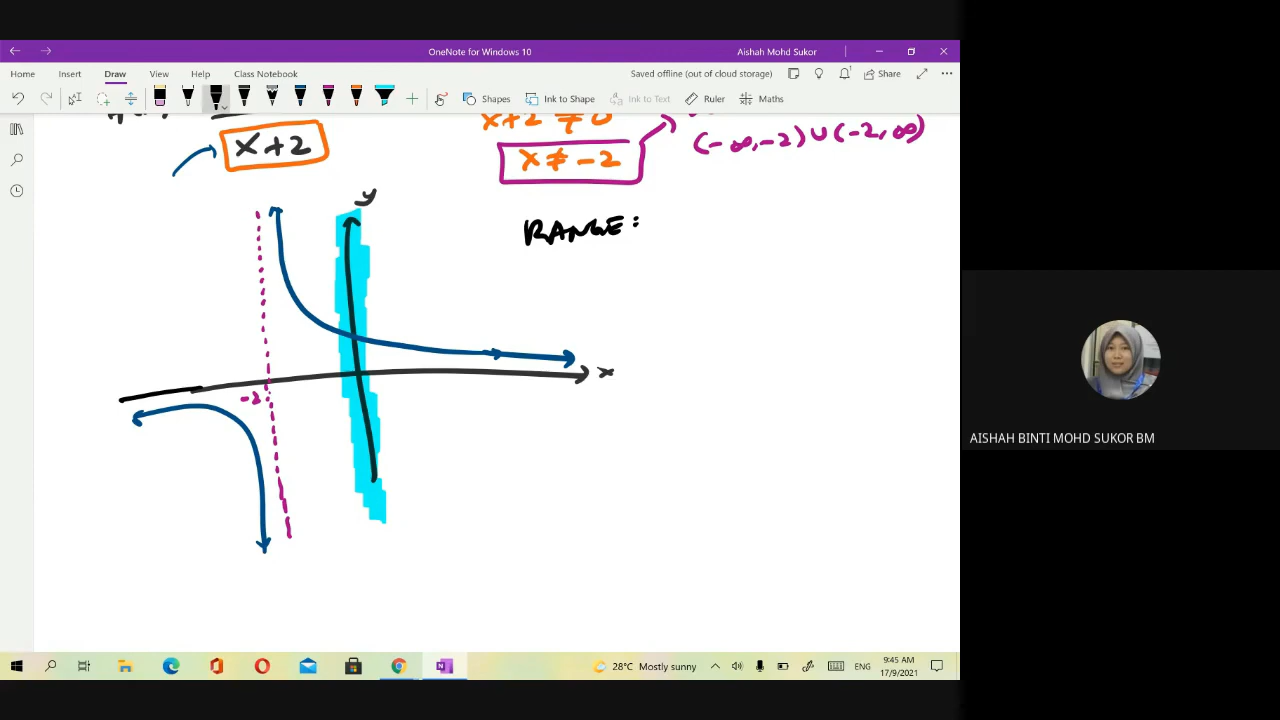 OneNote for Windows 10
Aishah Mohd Sukor
Home Insert Draw View Help Class Notebook
Saved offline (out of cloud storage) Share
Shapes Ink to Shape Ink to Text Ruler Maths
x+2
x+2 ≠ 0
x ≠ -2
(-∞,-2)∪(-2,∞)
y
RANGE:
x
-2
AISHAH BINTI MOHD SUKOR BM
28°C Mostly sunny
ENG
9:45 AM
17/9/2021